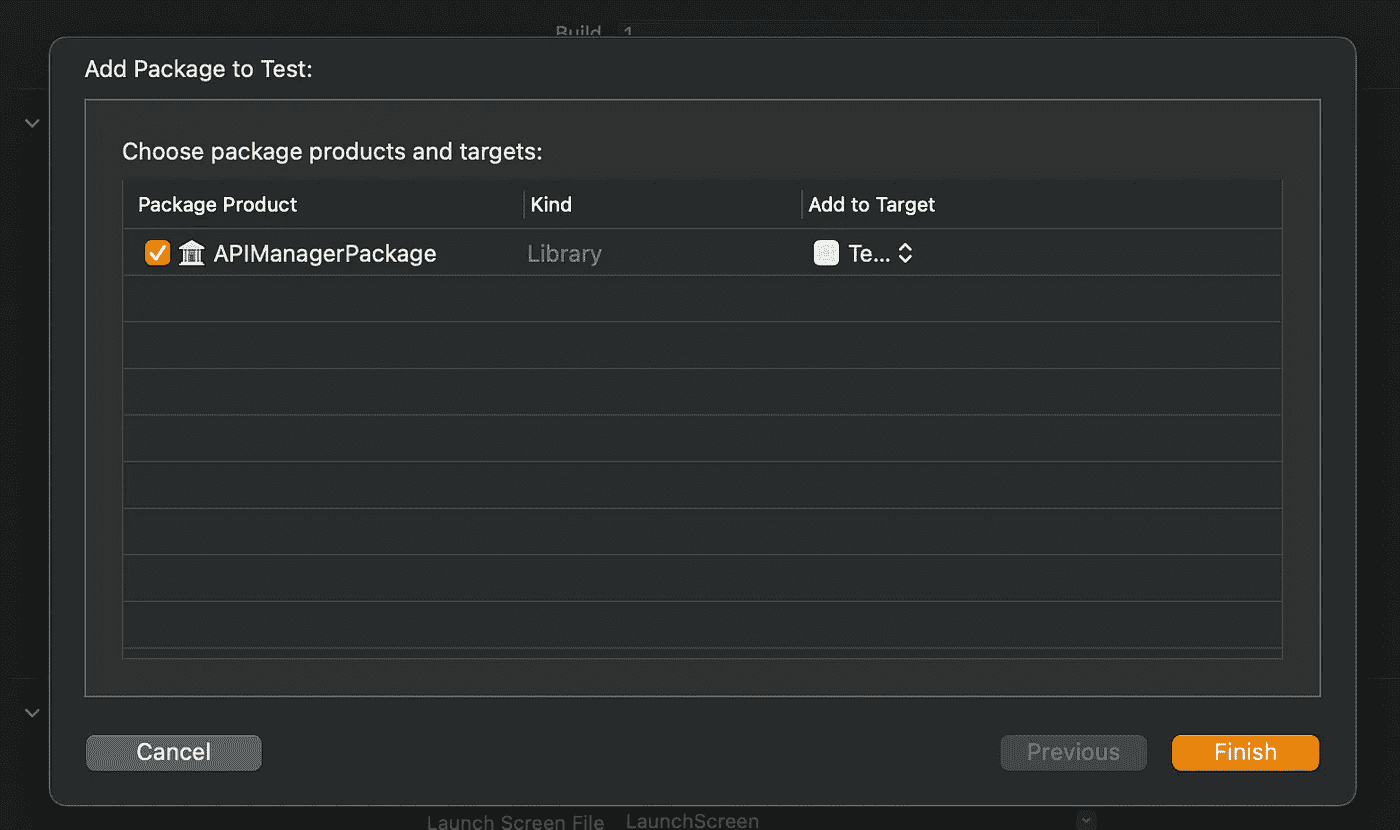 Build 1
Add Package to Test:
Choose package products and targets:
Package Product Kind Add to Target
APIManagerPackage Library Te...
Cancel Previous Finish
Launch Screen File LaunchScreen